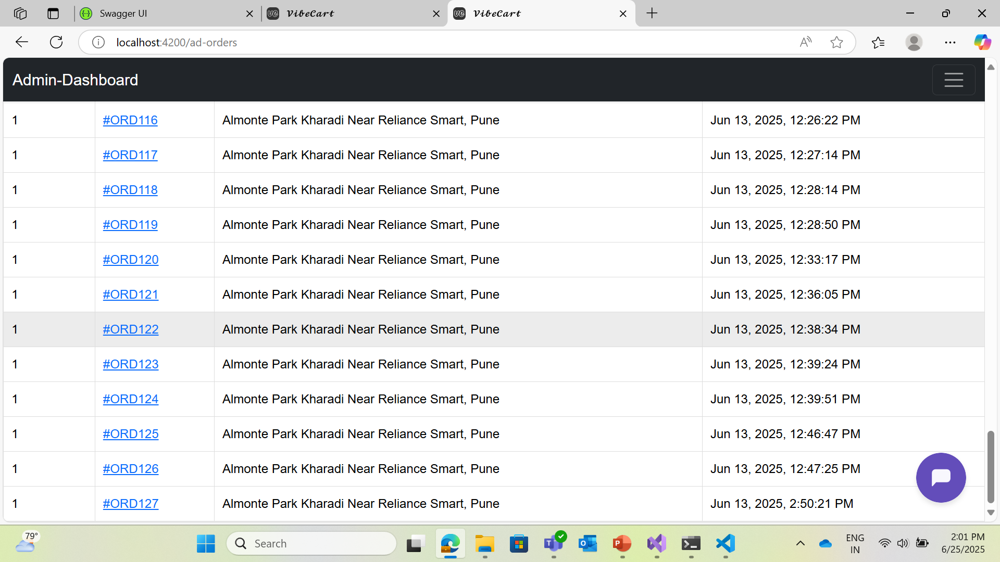 Swagger UI
VibeCart
VibeCart
localhost:4200/ad-orders
Admin-Dashboard
1 #ORD116 Almonte Park Kharadi Near Reliance Smart, Pune Jun 13, 2025, 12:26:22 PM
1 #ORD117 Almonte Park Kharadi Near Reliance Smart, Pune Jun 13, 2025, 12:27:14 PM
1 #ORD118 Almonte Park Kharadi Near Reliance Smart, Pune Jun 13, 2025, 12:28:14 PM
1 #ORD119 Almonte Park Kharadi Near Reliance Smart, Pune Jun 13, 2025, 12:28:50 PM
1 #ORD120 Almonte Park Kharadi Near Reliance Smart, Pune Jun 13, 2025, 12:33:17 PM
1 #ORD121 Almonte Park Kharadi Near Reliance Smart, Pune Jun 13, 2025, 12:36:05 PM
1 #ORD122 Almonte Park Kharadi Near Reliance Smart, Pune Jun 13, 2025, 12:38:34 PM
1 #ORD123 Almonte Park Kharadi Near Reliance Smart, Pune Jun 13, 2025, 12:39:24 PM
1 #ORD124 Almonte Park Kharadi Near Reliance Smart, Pune Jun 13, 2025, 12:39:51 PM
1 #ORD125 Almonte Park Kharadi Near Reliance Smart, Pune Jun 13, 2025, 12:46:47 PM
1 #ORD126 Almonte Park Kharadi Near Reliance Smart, Pune Jun 13, 2025, 12:47:25 PM
1 #ORD127 Almonte Park Kharadi Near Reliance Smart, Pune Jun 13, 2025, 2:50:21 PM
79°
Search
ENG
IN
2:01 PM
6/25/2025